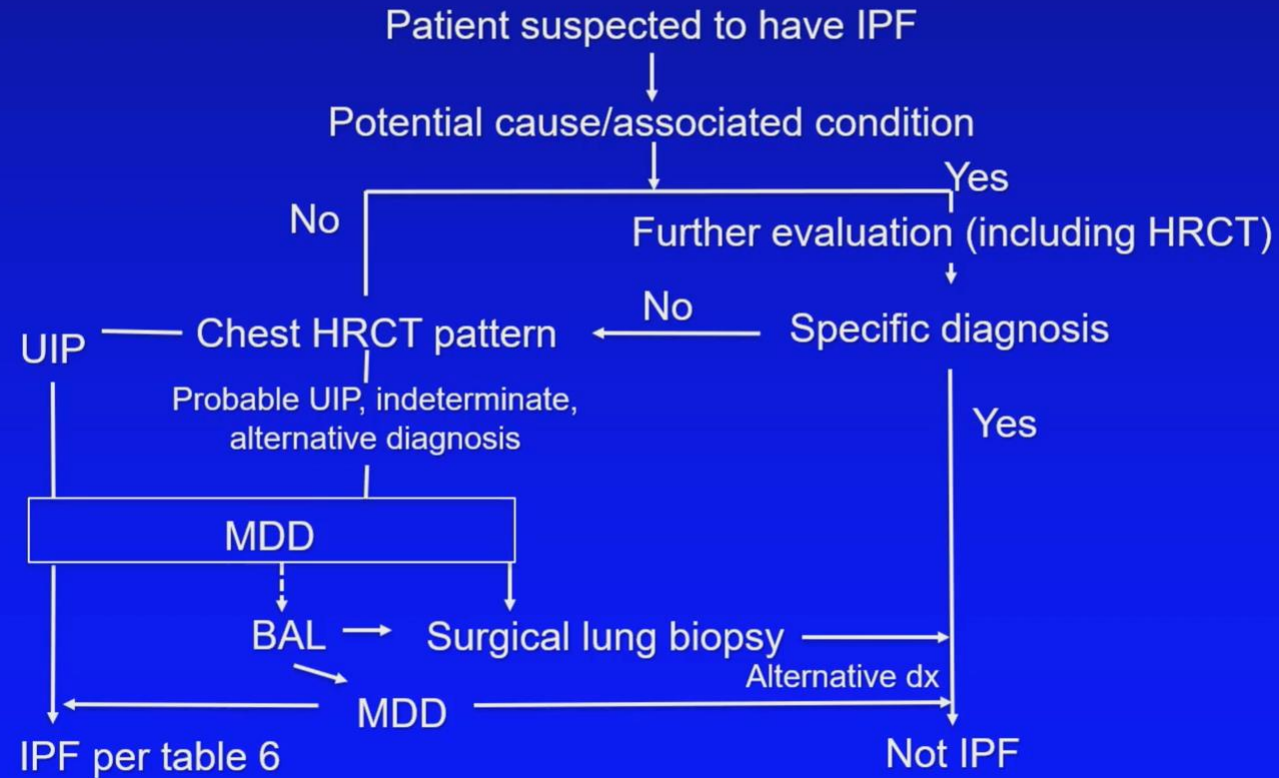 Patient suspected to have IPF
Potential cause/associated condition
Yes
No
Further evaluation (including HRCT)
No
UIP
Chest HRCT pattern
Specific diagnosis
Probable UIP, indeterminate,
alternative diagnosis
Yes
MDD
BAL
Surgical lung biopsy
Alternative dx
MDD
IPF per table 6
Not IPF